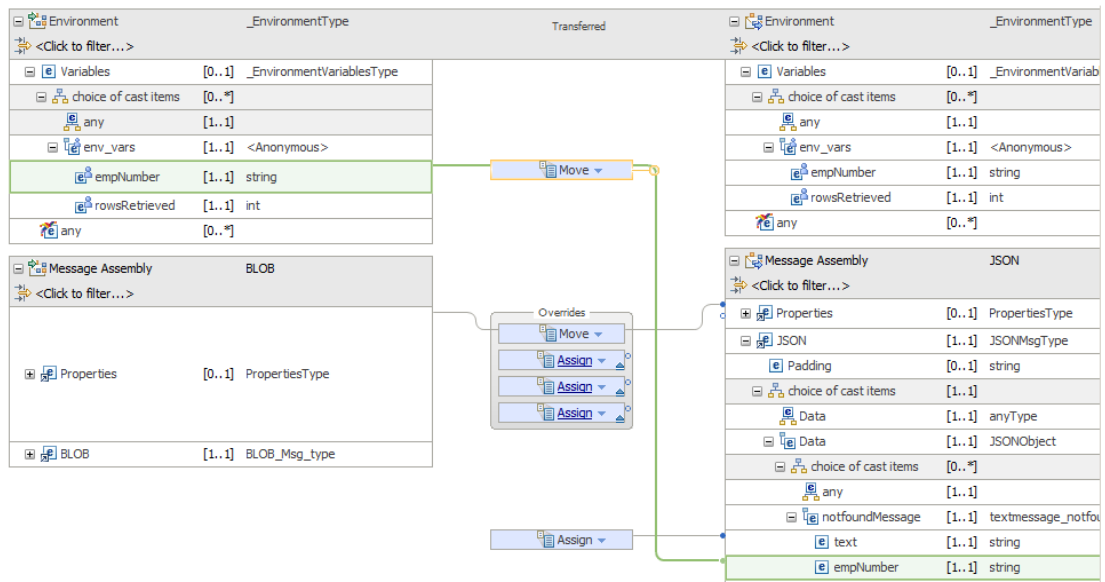 Environment _EnvironmentType
<Click to filter...>
Variables [0..1] _EnvironmentVariablesType
choice of cast items [0..*]
any [1..1]
env_vars [1..1] <Anonymous>
empNumber [1..1] string
rowsRetrieved [1..1] int
any [0..*]
Message Assembly BLOB
<Click to filter...>
Properties [0..1] PropertiesType
BLOB [1..1] BLOB_Msg_type
Transferred
Move
Overrides
Move
Assign
Assign
Assign
Assign
Environment _EnvironmentType
<Click to filter...>
Variables [0..1] _EnvironmentVariab
choice of cast items [0..*]
any [1..1]
env_vars [1..1] <Anonymous>
empNumber [1..1] string
rowsRetrieved [1..1] int
any [0..*]
Message Assembly JSON
<Click to filter...>
Properties [0..1] PropertiesType
JSON [1..1] JSONMsgType
Padding [0..1] string
choice of cast items [1..1]
Data [1..1] anyType
Data [1..1] JSONObject
choice of cast items [0..*]
any [1..1]
notfoundMessage [1..1] textmessage_notfou
text [1..1] string
empNumber [1..1] string